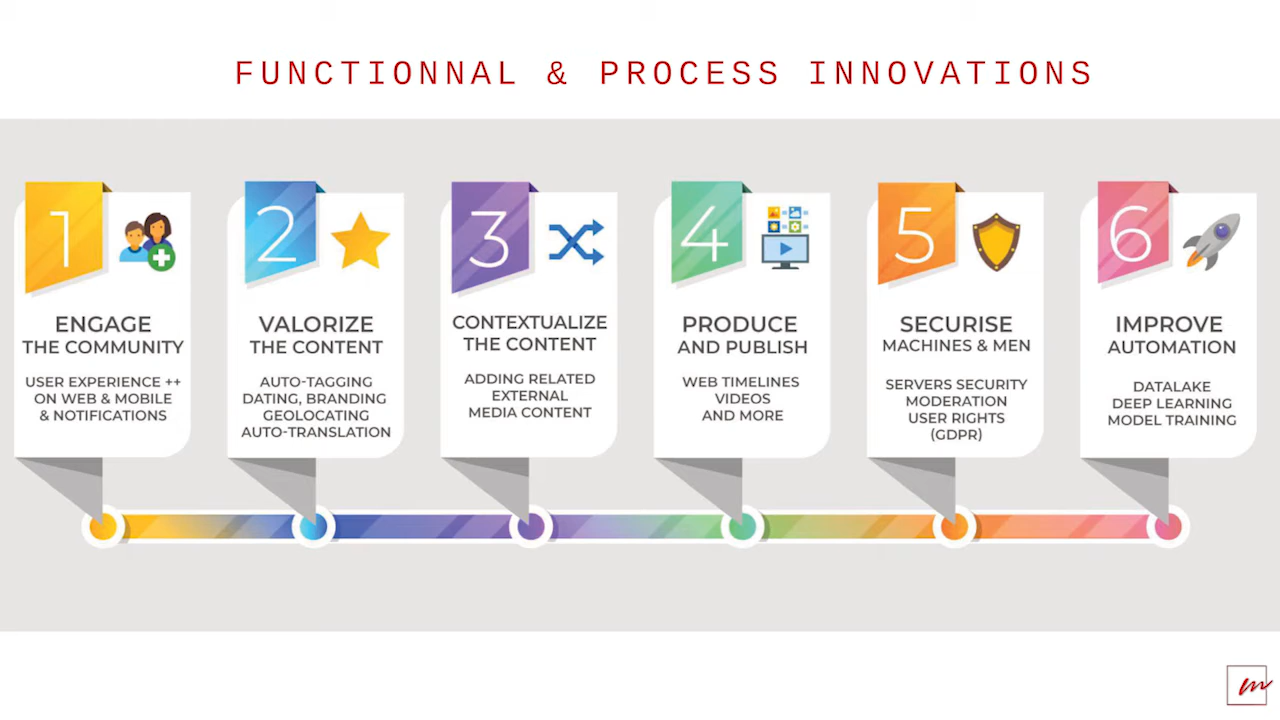 FUNCTIONNAL & PROCESS INNOVATIONS
1
ENGAGE
THE COMMUNITY
USER EXPERIENCE ++
ON WEB & MOBILE
& NOTIFICATIONS
2
VALORIZE
THE CONTENT
AUTO-TAGGING
DATING, BRANDING
GEOLOCATING
AUTO-TRANSLATION
3
CONTEXTUALIZE
THE CONTENT
ADDING RELATED
EXTERNAL
MEDIA CONTENT
4
PRODUCE
AND PUBLISH
WEB TIMELINES
VIDEOS
AND MORE
5
SECURISE
MACHINES & MEN
SERVERS SECURITY
MODERATION
USER RIGHTS
(GDPR)
6
IMPROVE
AUTOMATION
DATALAKE
DEEP LEARNING
MODEL TRAINING
m